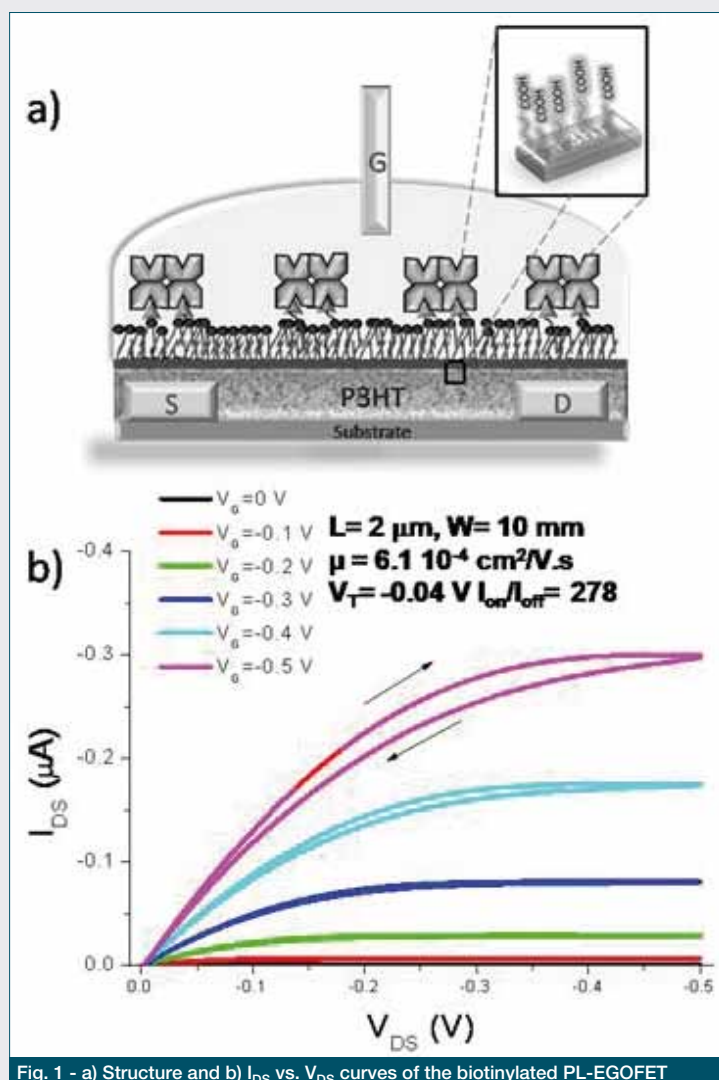 a)
COOH
COOH
COOH
COOH
COOH
G
S
P3HT
D
Substrate
b)
V_G=0 V
V_G=-0.1 V
V_G=-0.2 V
V_G=-0.3 V
V_G=-0.4 V
V_G=-0.5 V
L= 2 μm, W= 10 mm
μ = 6.1 10⁻⁴ cm²/V.s
V_T= -0.04 V I_on/I_off= 278
-0.4
-0.3
-0.2
-0.1
0.0
I_DS (μA)
0.0 -0.1 -0.2 -0.3 -0.4 -0.5
V_DS (V)
Fig. 1 - a) Structure and b) I_DS vs. V_DS curves of the biotinylated PL-EGOFET